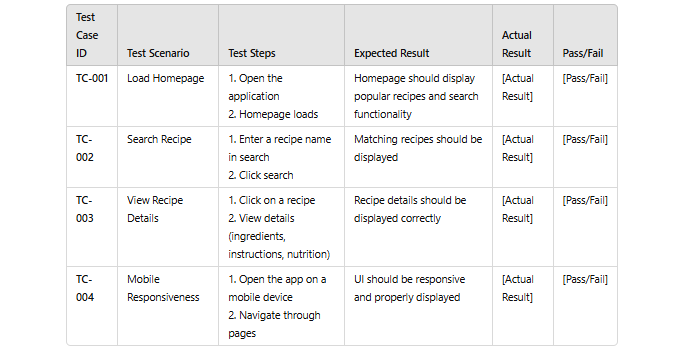 Test Case ID Test Scenario Test Steps Expected Result Actual Result Pass/Fail
TC-001 Load Homepage 1. Open the application 2. Homepage loads Homepage should display popular recipes and search functionality [Actual Result] [Pass/Fail]
TC-002 Search Recipe 1. Enter a recipe name in search 2. Click search Matching recipes should be displayed [Actual Result] [Pass/Fail]
TC-003 View Recipe Details 1. Click on a recipe 2. View details (ingredients, instructions, nutrition) Recipe details should be displayed correctly [Actual Result] [Pass/Fail]
TC-004 Mobile Responsiveness 1. Open the app on a mobile device 2. Navigate through pages UI should be responsive and properly displayed [Actual Result] [Pass/Fail]